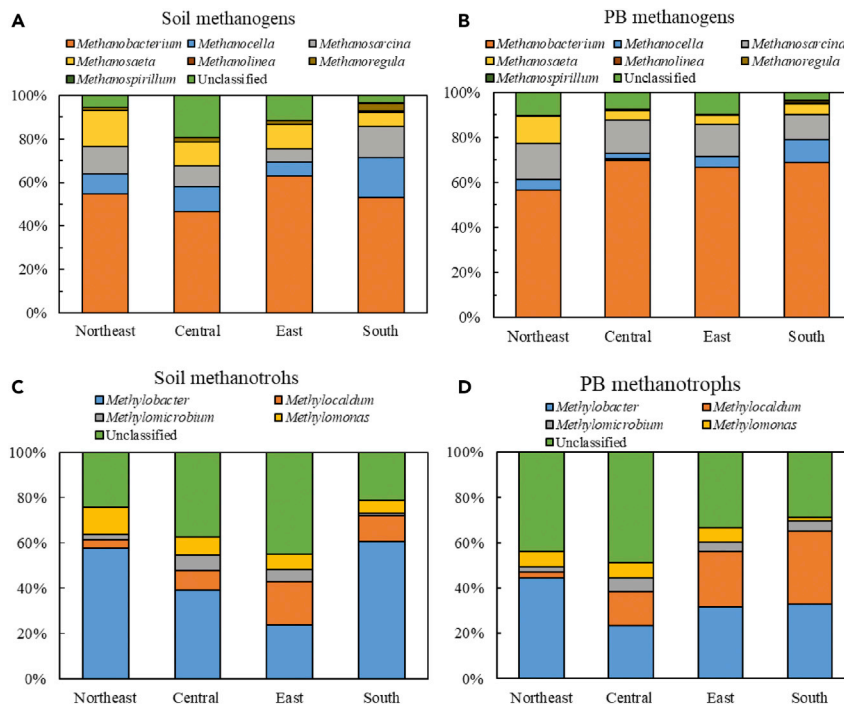 A
Soil methanogens
Methanobacterium Methanocella Methanosarcina
Methanosaeta Methanolinea Methanoregula
Methanospirillum Unclassified
100%
80%
60%
40%
20%
0%
Northeast Central East South
B
PB methanogens
Methanobacterium Methanocella Methanosarcina
Methanosaeta Methanolinea Methanoregula
Methanospirillum Unclassified
100%
80%
60%
40%
20%
0%
Northeast Central East South
C
Soil methanotrohs
Methylobacter Methylocaldum
Methylomicrobium Methylomonas
Unclassified
100%
80%
60%
40%
20%
0%
Northeast Central East South
D
PB methanotrophs
Methylobacter Methylocaldum
Methylomicrobium Methylomonas
Unclassified
100%
80%
60%
40%
20%
0%
Northeast Central East South